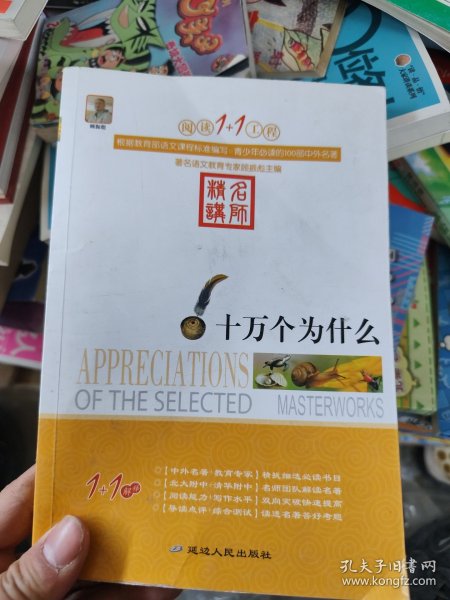 阅读1+1工程
根据教育部语文课程标准编写·青少年必读的100部中外名著
著名语文教育专家顾振彪主编
名师
精讲
十万个为什么
APPRECIATIONS
OF THE SELECTED MASTERWORKS
1+1
【中外名著·教育专家】精挑细选必读书目
【北大附中·清华附中】名师团队解读名著
【阅读能力·写作水平】双向突破快速提高
【导读点评·综合测试】读透名著答好考题
延边人民出版社
孔夫子旧书网
www.kongfz.com